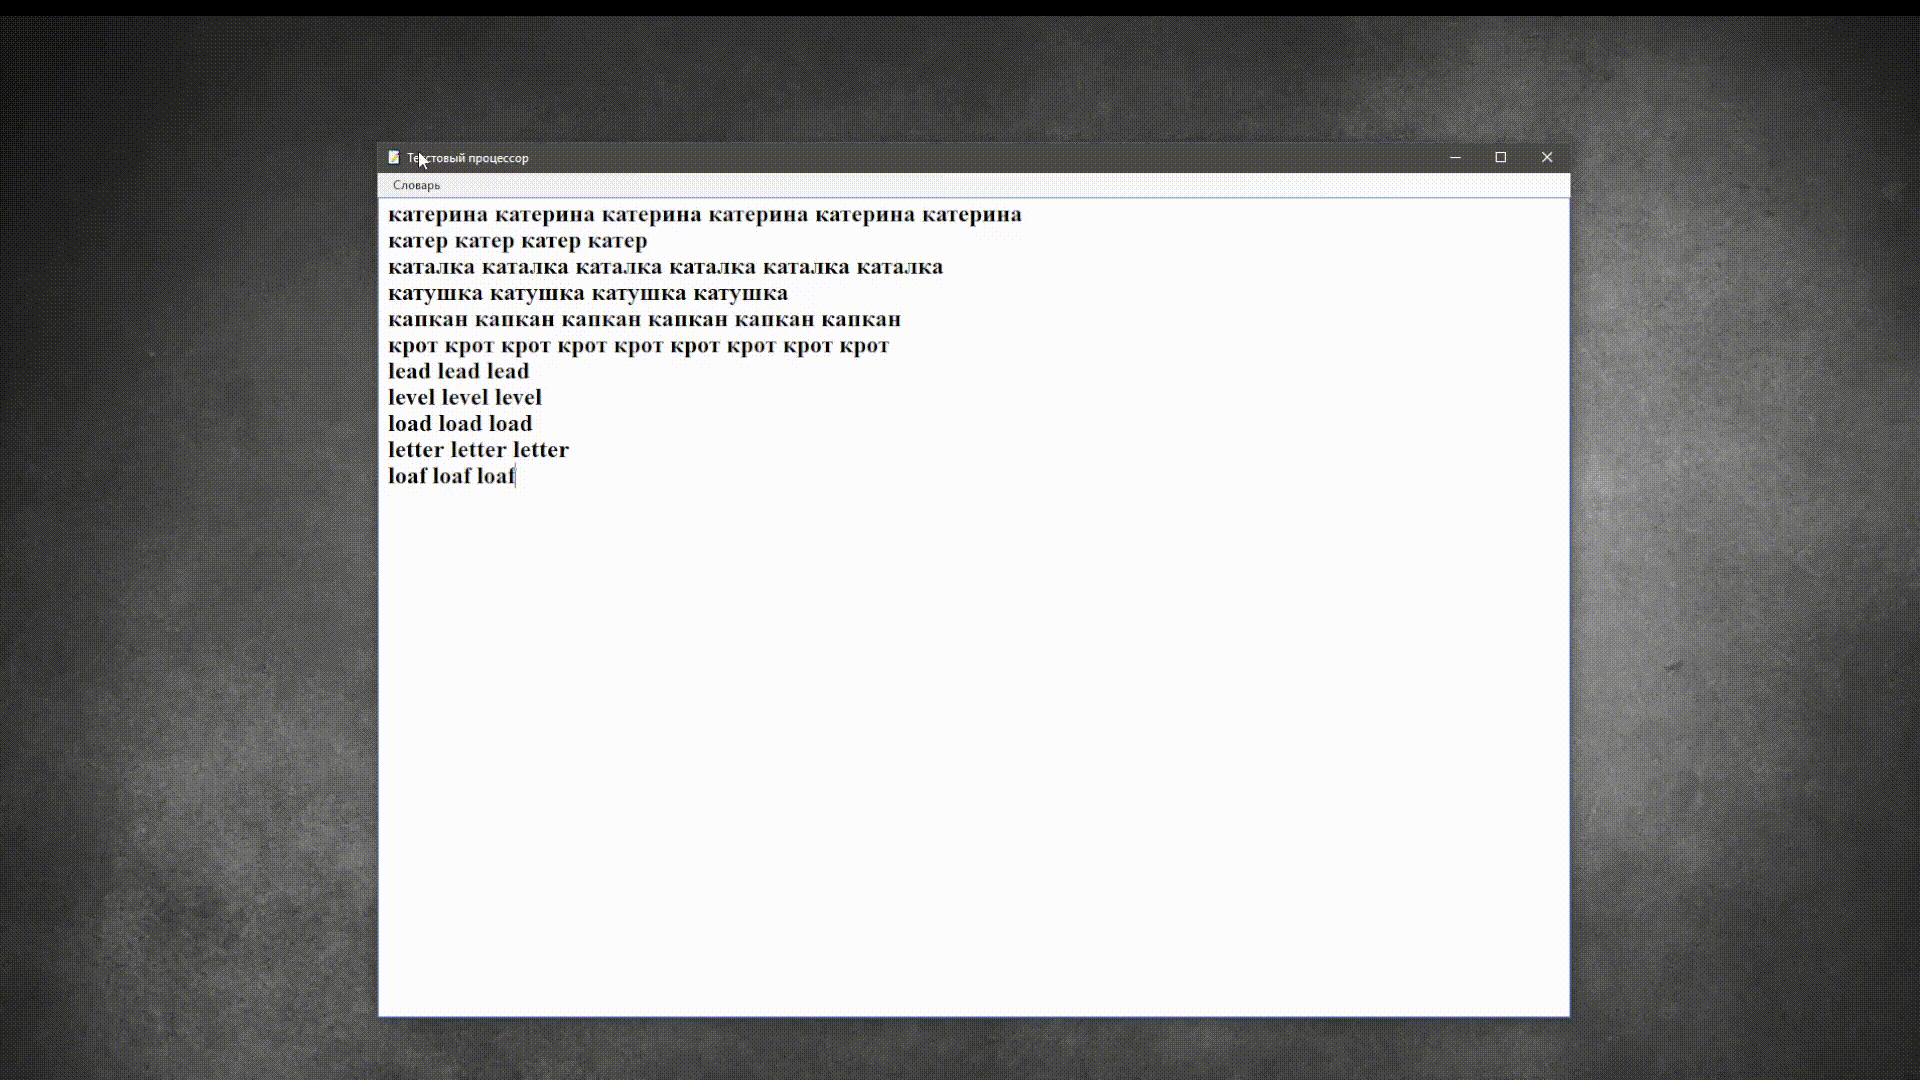 Текстовый процессор
Словарь
катерина катерина катерина катерина катерина катерина
катер катер катер катер
каталка каталка каталка каталка каталка каталка
катушка катушка катушка катушка
капкан капкан капкан капкан капкан капкан
крот крот крот крот крот крот крот крот крот
lead lead lead
level level level
load load load
letter letter letter
loaf loaf loaf